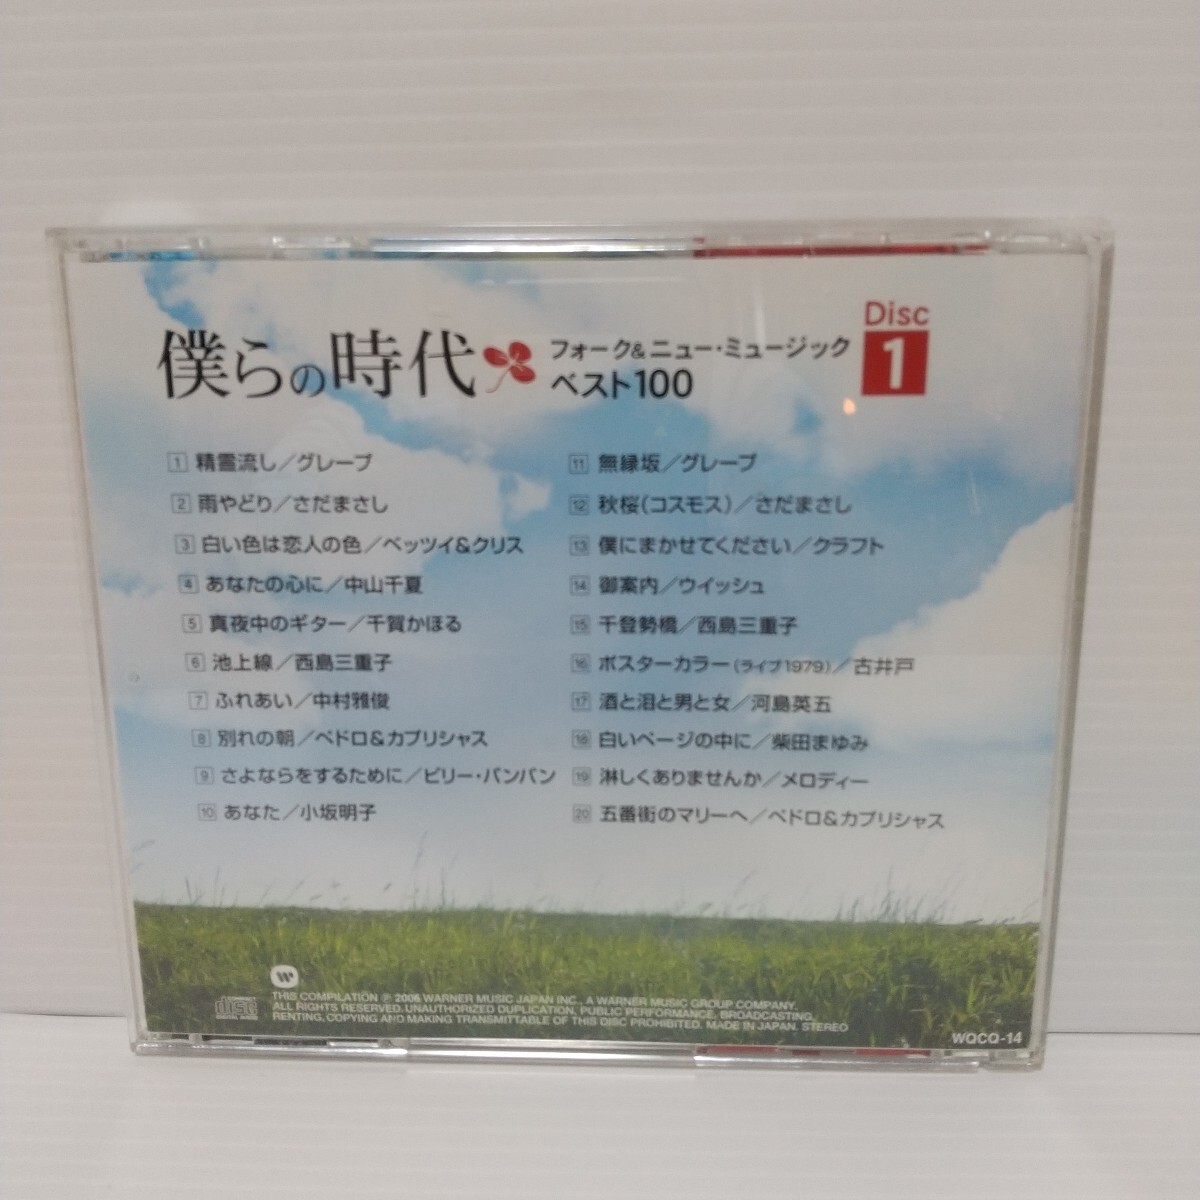 僕らの時代
フォーク&ニュー・ミュージック
ベスト100
Disc
1
1 精霊流し/グレープ
2 雨やどり/さだまさし
3 白い色は恋人の色/ベッツイ&クリス
4 あなたの心に/中山千夏
5 真夜中のギター/千賀かほる
6 池上線/西島三重子
7 ふれあい/中村雅俊
8 別れの朝/ペドロ&カプリシャス
9 さよならをするために/ビリー・バンバン
10 あなた/小坂明子
11 無縁坂/グレープ
12 秋桜(コスモス)/さだまさし
13 僕にまかせてください/クラフト
14 御案内/ウイッシュ
15 千登勢橋/西島三重子
16 ポスターカラー(ライブ1979)/古井戸
17 酒と泪と男と女/河島英五
18 白いページの中に/柴田まゆみ
19 淋しくありませんか/メロディー
20 五番街のマリーへ/ペドロ&カプリシャス
COMPACT
disc
DIGITAL AUDIO
THIS COMPILATION ℗ 2006 WARNER MUSIC JAPAN INC., A WARNER MUSIC GROUP COMPANY.
ALL RIGHTS RESERVED. UNAUTHORIZED DUPLICATION, PUBLIC PERFORMANCE, BROADCASTING,
RENTING, COPYING AND MAKING TRANSMITTABLE OF THIS DISC PROHIBITED. MADE IN JAPAN. STEREO
WQCQ-14